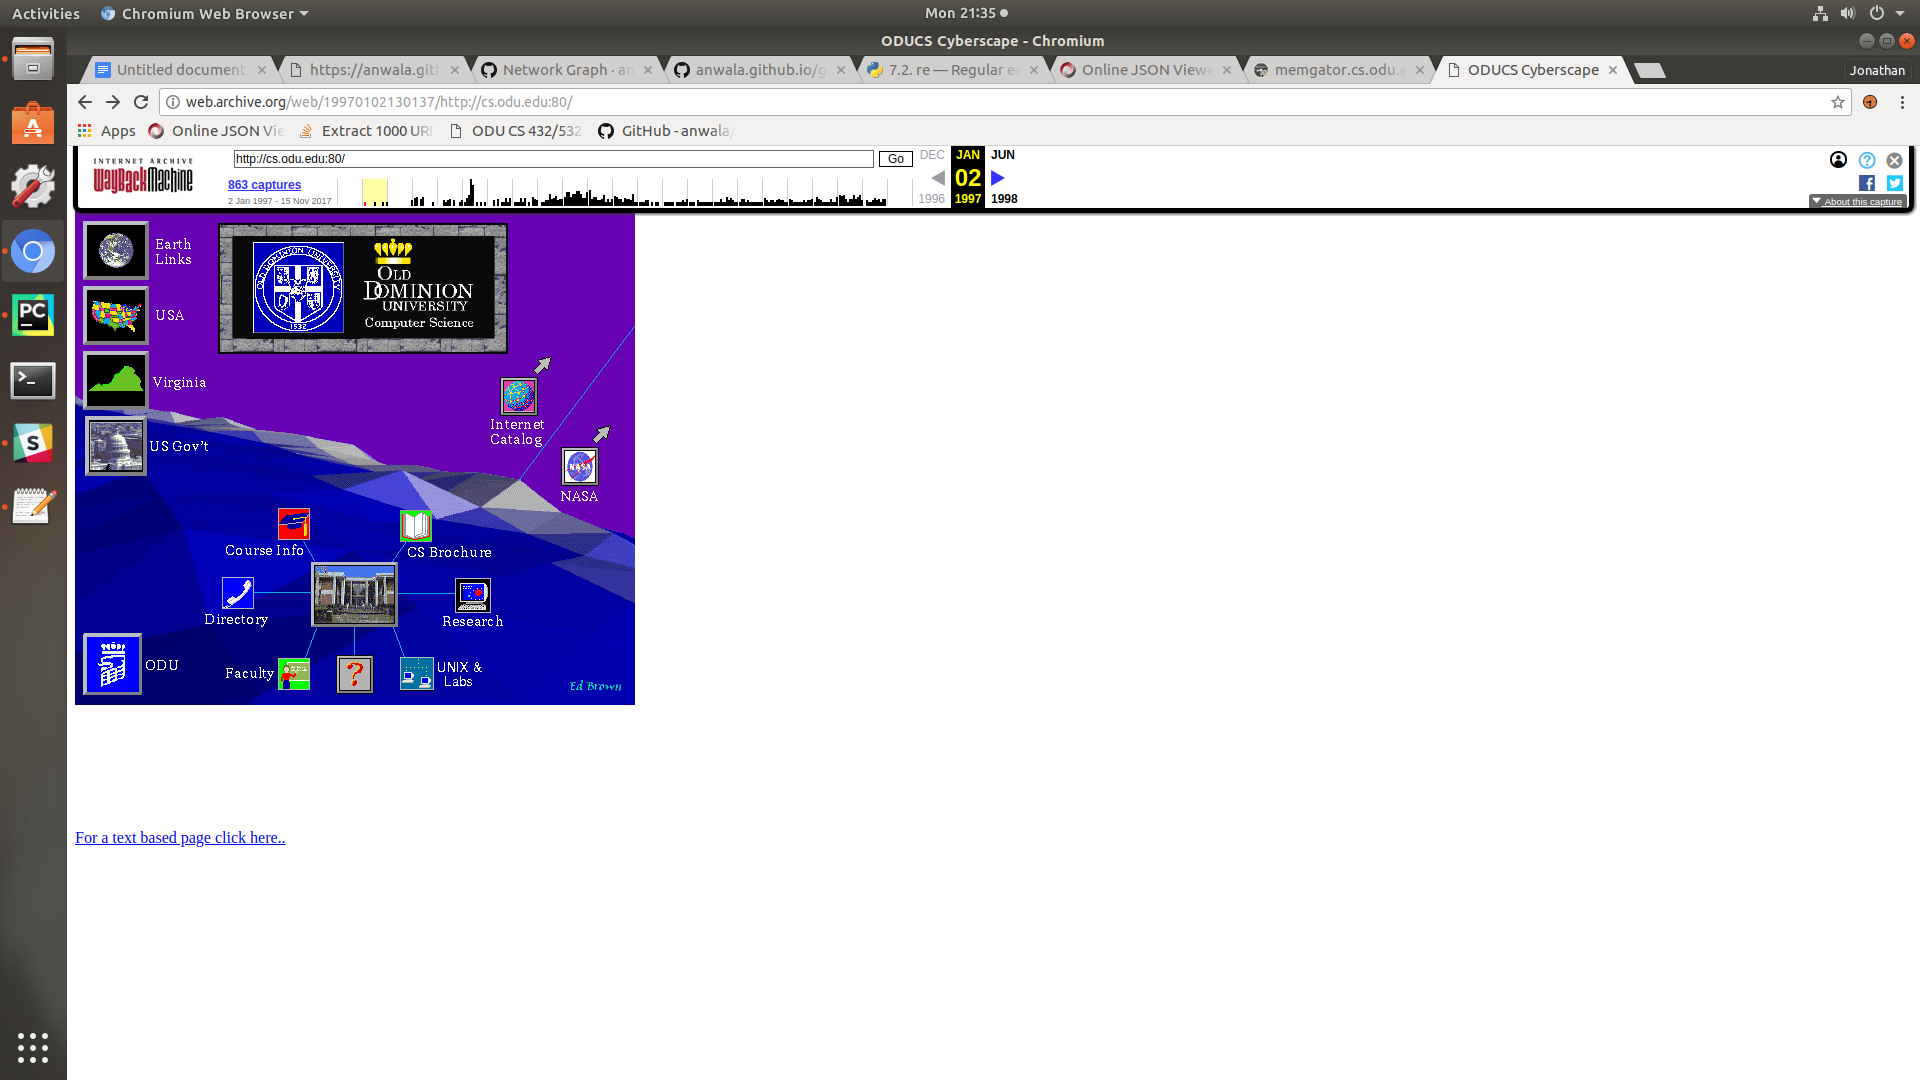 Activities
Chromium Web Browser
Mon 21:35
ODUCS Cyberscape - Chromium
Untitled document
https://anwala.gith
Network Graph · an
anwala.github.io/g
7.2. re — Regular ex
Online JSON Viewe
memgator.cs.odu.e
ODUCS Cyberscape
Jonathan
web.archive.org/web/19970102130137/http://cs.odu.edu:80/
Apps
Online JSON Vie
Extract 1000 URI
ODU CS 432/532
GitHub - anwala/
INTERNET ARCHIVE
WayBackMachine
http://cs.odu.edu:80/
Go
DEC JAN JUN
863 captures
02
2 Jan 1997 - 15 Nov 2017
1996 1997 1998
About this capture
Earth
Links
USA
Virginia
US Gov't
OLD DOMINION UNIVERSITY
1932
OLD
DOMINION
UNIVERSITY
Computer Science
Internet
Catalog
NASA
NASA
Course Info
CS Brochure
Directory
Research
ODU
Faculty
?
UNIX &
Labs
Ed Brown
For a text based page click here..